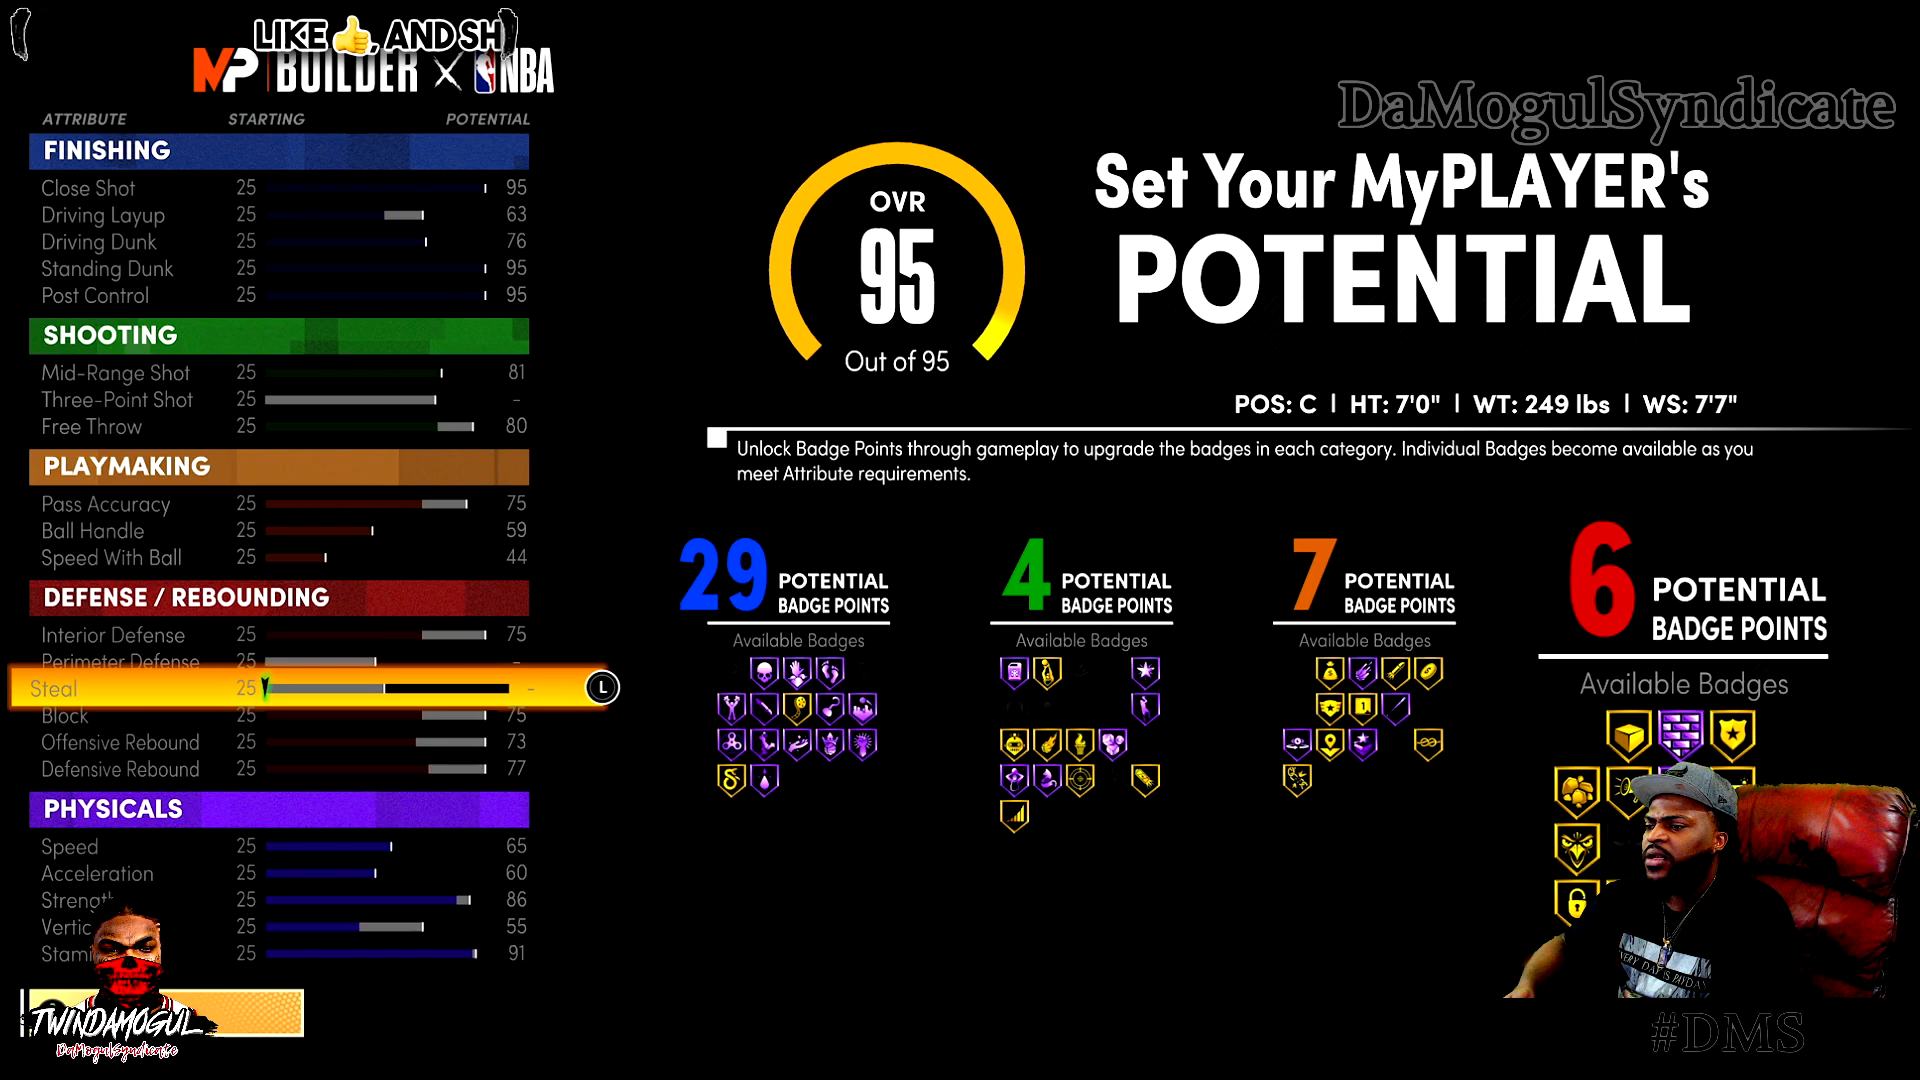 LIKE 👍, AND SH
MP BUILDER X NBA
DaMogulSyndicate
ATTRIBUTE STARTING POTENTIAL
FINISHING
Close Shot 25 95
Driving Layup 25 63
Driving Dunk 25 76
Standing Dunk 25 95
Post Control 25 95
SHOOTING
Mid-Range Shot 25 81
Three-Point Shot 25 -
Free Throw 25 80
PLAYMAKING
Pass Accuracy 25 75
Ball Handle 25 59
Speed With Ball 25 44
DEFENSE / REBOUNDING
Interior Defense 25 75
Perimeter Defense 25 -
Steal 25 - L
Block 25 75
Offensive Rebound 25 73
Defensive Rebound 25 77
PHYSICALS
Speed 25 65
Acceleration 25 60
Strength 25 86
Vertic 25 55
Stami 25 91
TWINDAMOGUL
DaMogulSyndicate
OVR
95
Out of 95
Set Your MyPLAYER's
POTENTIAL
POS: C | HT: 7'0" | WT: 249 lbs | WS: 7'7"
Unlock Badge Points through gameplay to upgrade the badges in each category. Individual Badges become available as you
meet Attribute requirements.
29 POTENTIAL BADGE POINTS
Available Badges
4 POTENTIAL BADGE POINTS
Available Badges
7 POTENTIAL BADGE POINTS
Available Badges
6 POTENTIAL BADGE POINTS
Available Badges
EVERY DAY IS PAYDAY
#DMS